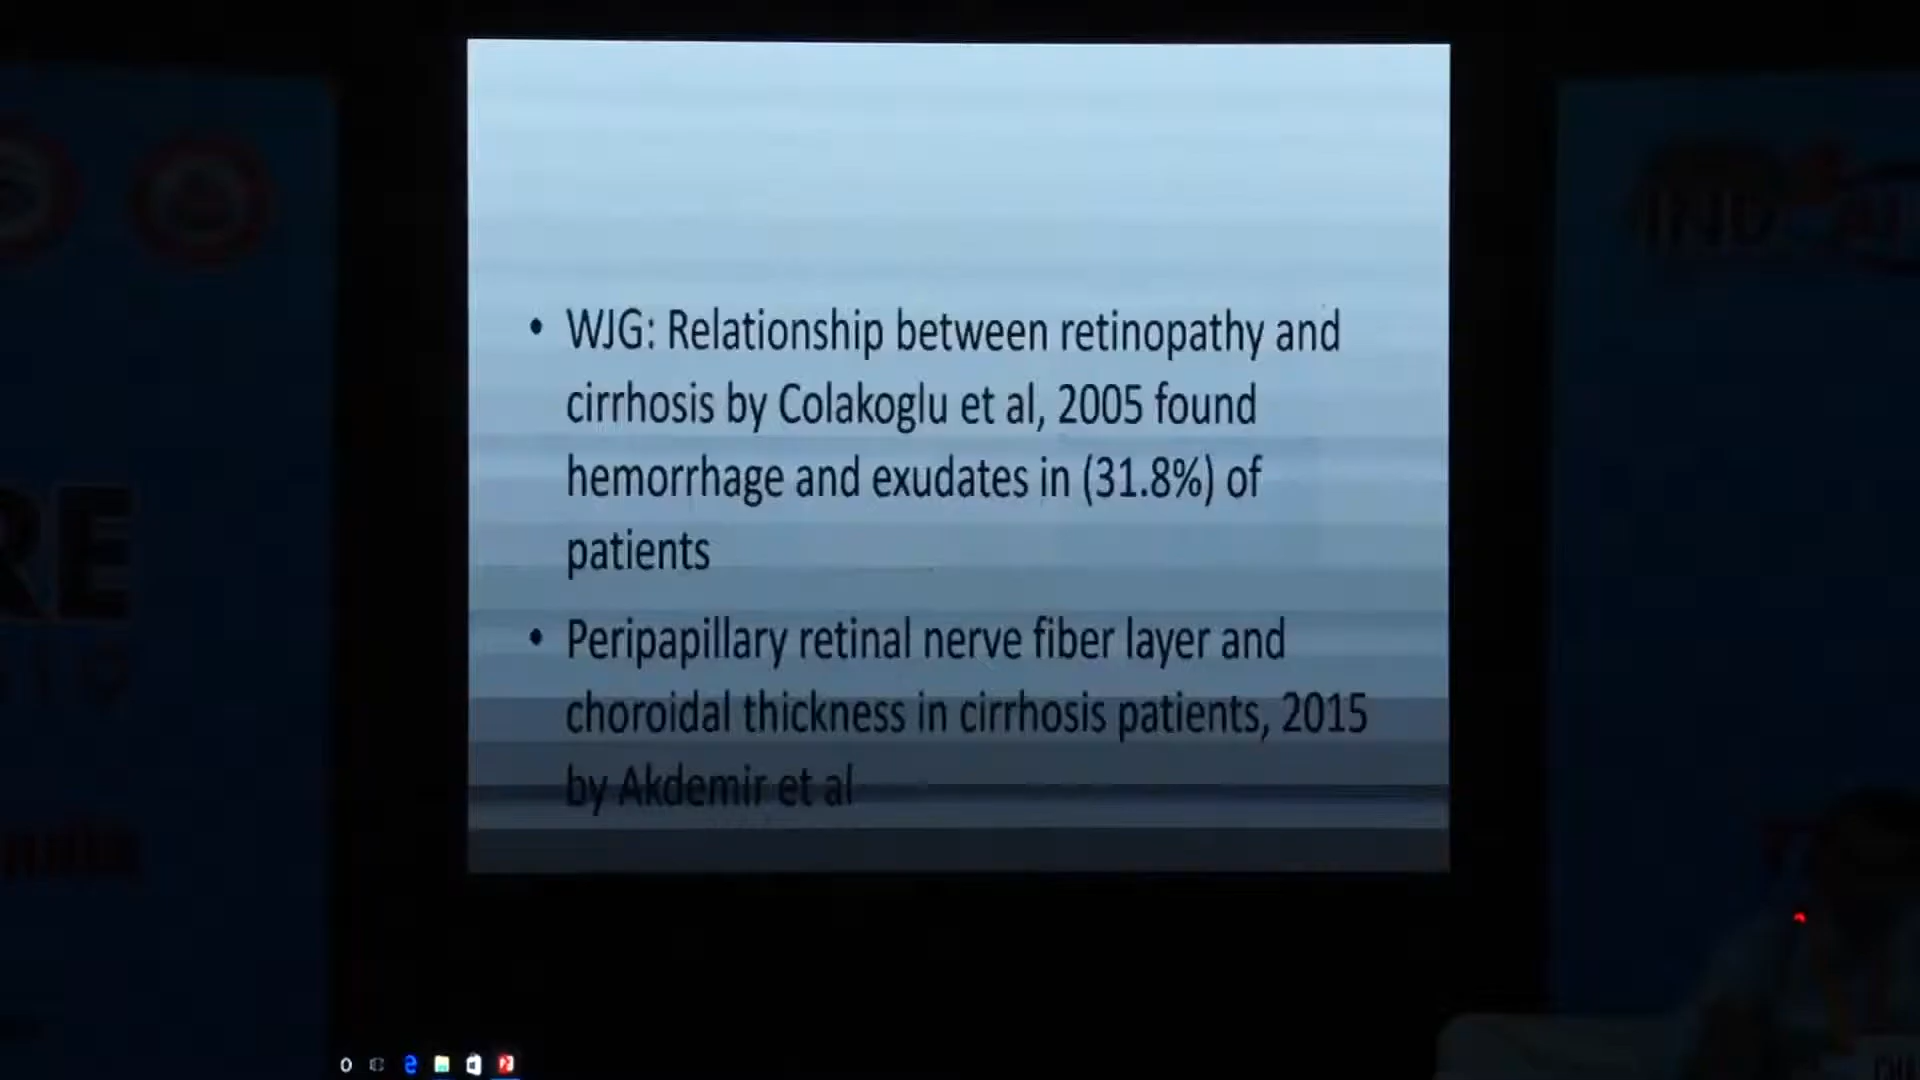 • WJG: Relationship between retinopathy and
cirrhosis by Colakoglu et al, 2005 found
hemorrhage and exudates in (31.8%) of
patients
• Peripapillary retinal nerve fiber layer and
choroidal thickness in cirrhosis patients, 2015
by Akdemir et al
RE